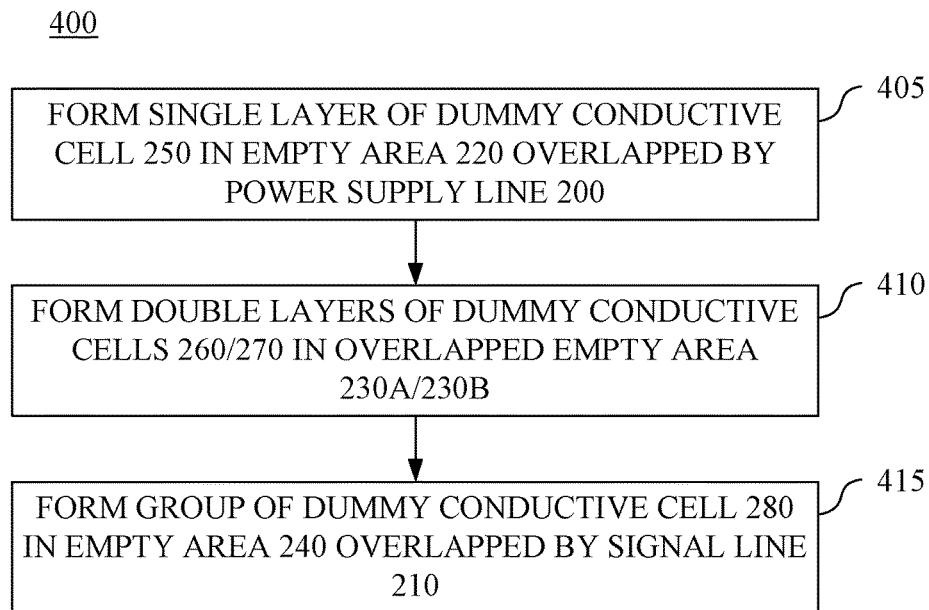 400
405
FORM SINGLE LAYER OF DUMMY CONDUCTIVE
CELL 250 IN EMPTY AREA 220 OVERLAPPED BY
POWER SUPPLY LINE 200
410
FORM DOUBLE LAYERS OF DUMMY CONDUCTIVE
CELLS 260/270 IN OVERLAPPED EMPTY AREA
230A/230B
415
FORM GROUP OF DUMMY CONDUCTIVE CELL 280
IN EMPTY AREA 240 OVERLAPPED BY SIGNAL LINE
210